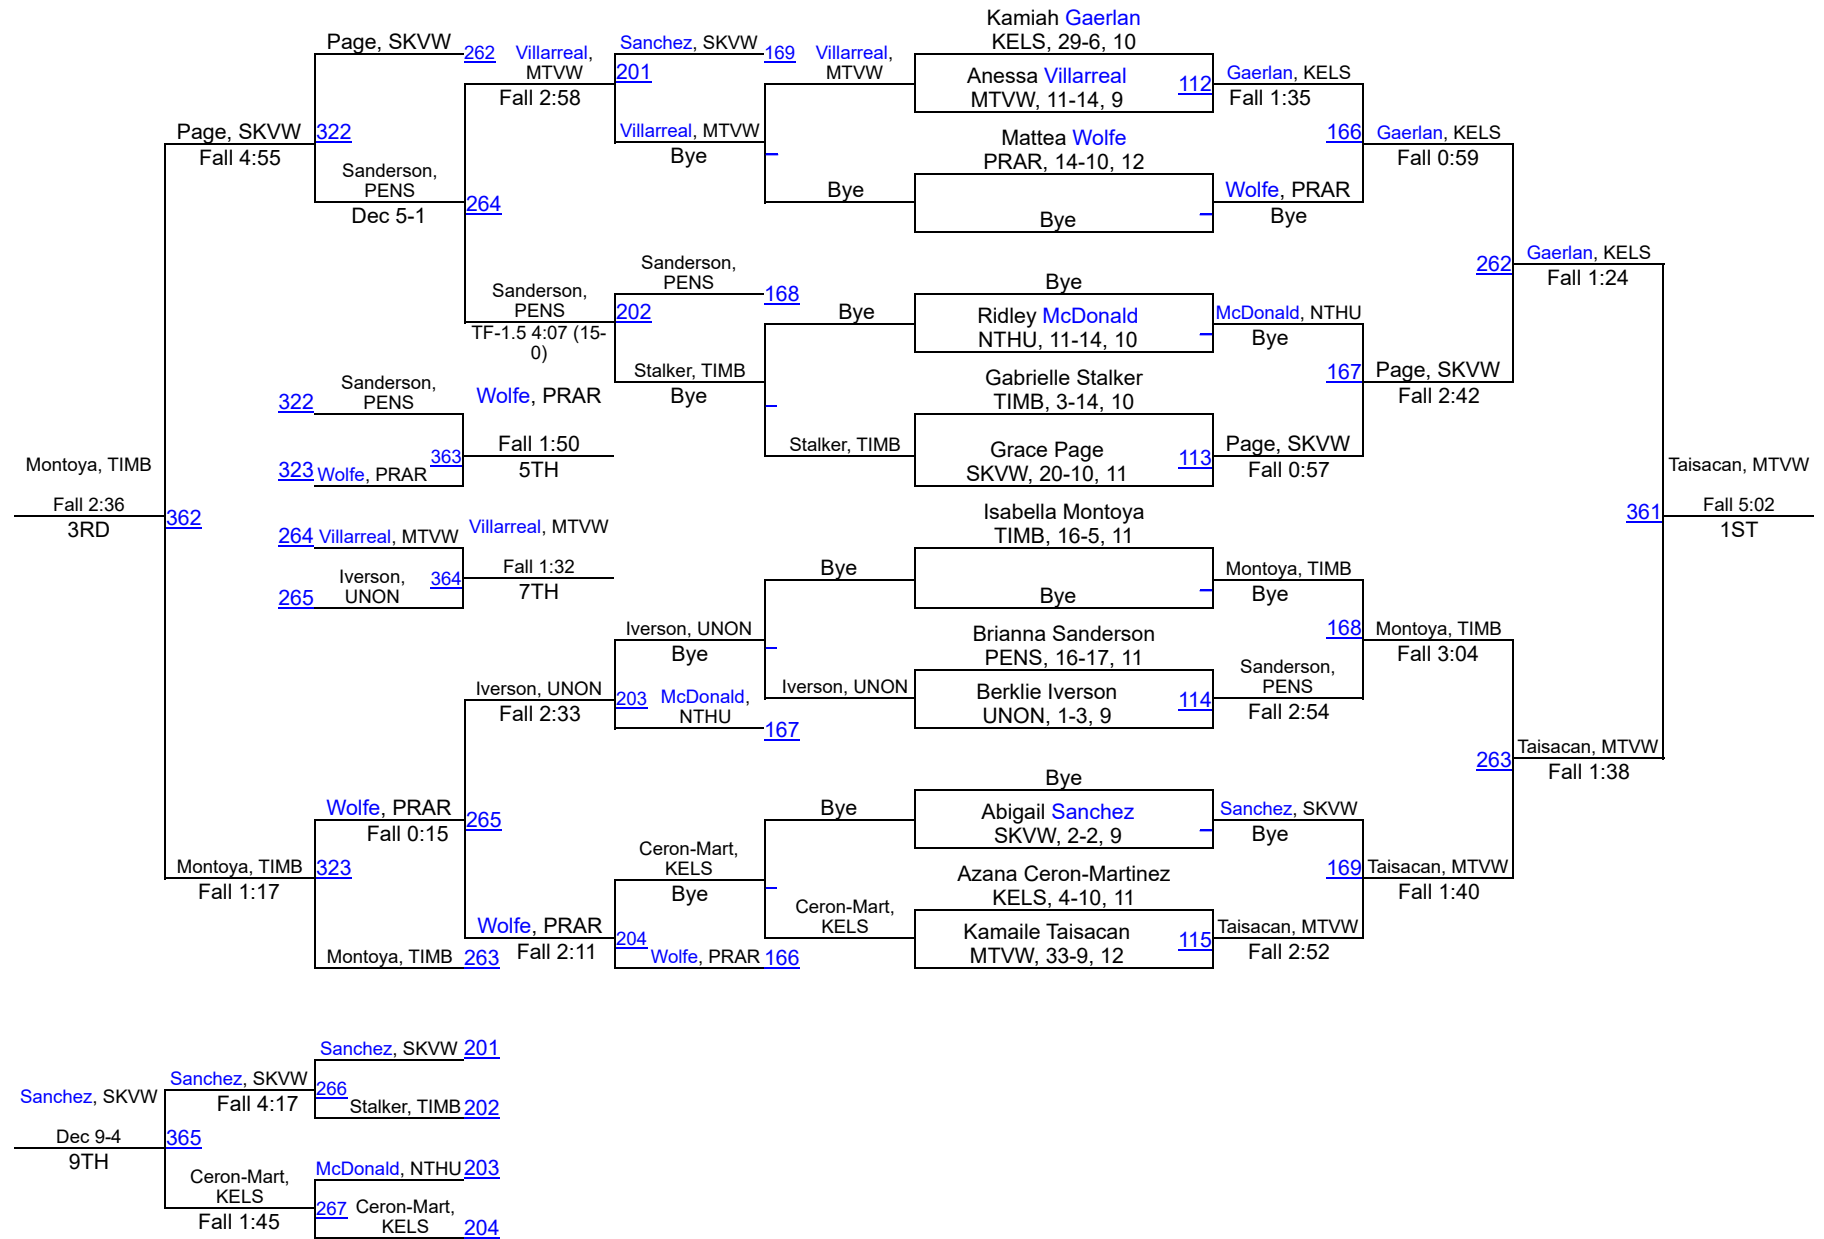 Kamiah Gaerlan
KELS, 29-6, 10
Anessa Villarreal
MTVW, 11-14, 9
112
Mattea Wolfe
PRAR, 14-10, 12
Bye
Bye
Ridley McDonald
NTHU, 11-14, 10
Gabrielle Stalker
TIMB, 3-14, 10
Grace Page
SKVW, 20-10, 11
113
Isabella Montoya
TIMB, 16-5, 11
Bye
Brianna Sanderson
PENS, 16-17, 11
Berklie Iverson
UNON, 1-3, 9
114
Bye
Abigail Sanchez
SKVW, 2-2, 9
Azana Ceron-Martinez
KELS, 4-10, 11
Kamaile Taisacan
MTVW, 33-9, 12
115
Gaerlan, KELS
Fall 1:35
166
Wolfe, PRAR
Bye
McDonald, NTHU
Bye
167
Page, SKVW
Fall 0:57
Montoya, TIMB
Bye
168
Sanderson,
PENS
Fall 2:54
Sanchez, SKVW
Bye
169
Taisacan, MTVW
Fall 2:52
Gaerlan, KELS
Fall 0:59
262
Page, SKVW
Fall 2:42
Montoya, TIMB
Fall 3:04
263
Taisacan, MTVW
Fall 1:40
Gaerlan, KELS
Fall 1:24
361
Taisacan, MTVW
Fall 1:38
Taisacan, MTVW
Fall 5:02
1ST
Villarreal,
MTVW
Bye
Bye
Stalker, TIMB
Bye
Iverson, UNON
Bye
Ceron-Mart,
KELS
Sanchez, SKVW
169
201
Villarreal, MTVW
Bye
Sanderson,
PENS
168
202
Stalker, TIMB
Bye
Iverson, UNON
Bye
203
McDonald,
NTHU
167
Ceron-Mart,
KELS
Bye
204
Wolfe, PRAR
166
Villarreal,
MTVW
Fall 2:58
264
Sanderson,
PENS
TF-1.5 4:07 (15-
0)
Iverson, UNON
Fall 2:33
265
Wolfe, PRAR
Fall 2:11
Page, SKVW
262
322
Sanderson,
PENS
Dec 5-1
Wolfe, PRAR
Fall 0:15
323
Montoya, TIMB
263
Page, SKVW
Fall 4:55
362
Montoya, TIMB
Fall 1:17
Montoya, TIMB
Fall 2:36
3RD
322
Sanderson,
PENS
363
323
Wolfe, PRAR
Wolfe, PRAR
Fall 1:50
5TH
264
Villarreal, MTVW
364
265
Iverson,
UNON
Villarreal, MTVW
Fall 1:32
7TH
Sanchez, SKVW
201
266
Stalker, TIMB
202
McDonald, NTHU
203
267
Ceron-Mart,
KELS
204
Sanchez, SKVW
Fall 4:17
365
Ceron-Mart,
KELS
Fall 1:45
Sanchez, SKVW
Dec 9-4
9TH